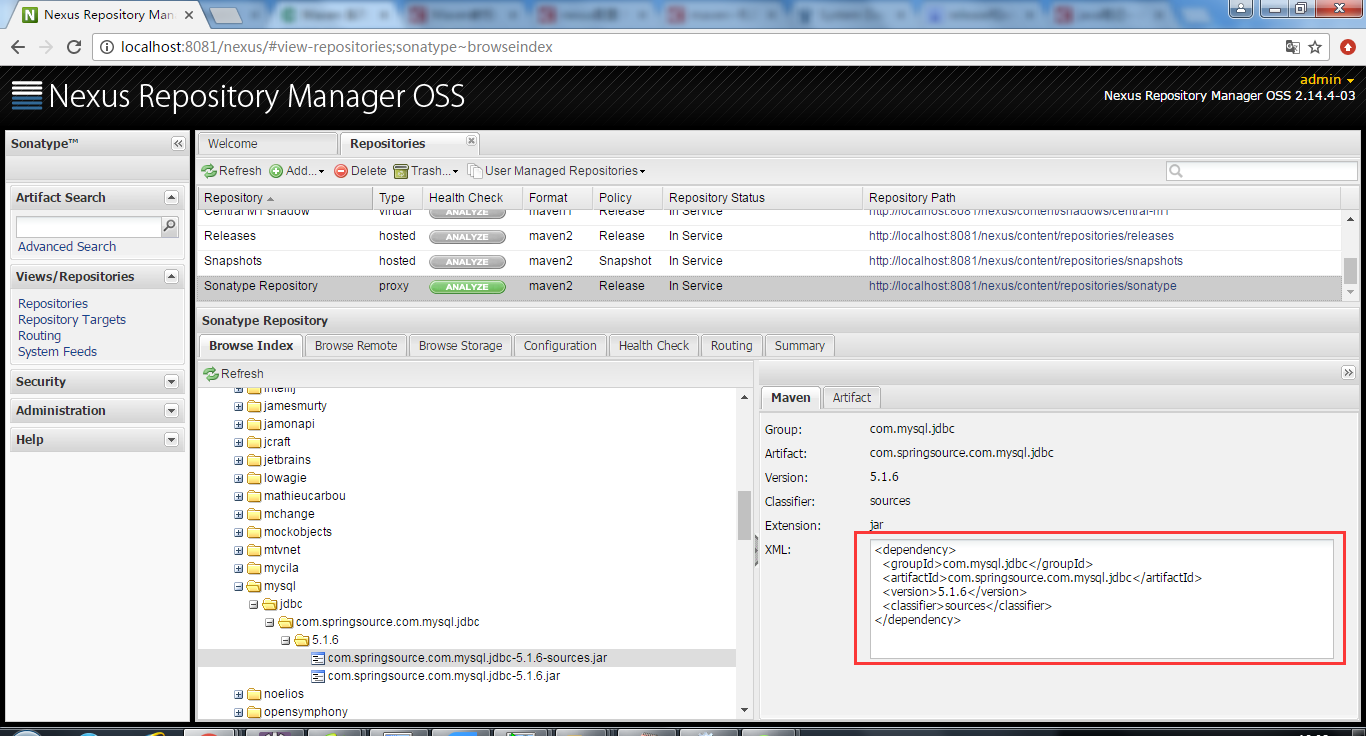 Nexus Repository Man
localhost:8081/nexus/#view-repositories;sonatype~browseindex
Nexus Repository Manager OSS
admin
Nexus Repository Manager OSS 2.14.4-03
Sonatype™
Artifact Search
Advanced Search
Views/Repositories
Repositories
Repository Targets
Routing
System Feeds
Security
Administration
Help
Welcome
Repositories
Refresh Add... Delete Trash... User Managed Repositories
Repository Type Health Check Format Policy Repository Status Repository Path
Central M1 shadow virtual ANALYZE maven1 Release In Service http://localhost:8081/nexus/content/shadows/central-m1
Releases hosted ANALYZE maven2 Release In Service http://localhost:8081/nexus/content/repositories/releases
Snapshots hosted ANALYZE maven2 Snapshot In Service http://localhost:8081/nexus/content/repositories/snapshots
Sonatype Repository proxy ANALYZE maven2 Release In Service http://localhost:8081/nexus/content/repositories/sonatype
Sonatype Repository
Browse Index Browse Remote Browse Storage Configuration Health Check Routing Summary
Refresh
intellij
jamesmurty
jamonapi
jcraft
jetbrains
lowagie
mathieucarbou
mchange
mockobjects
mtvnet
mycila
mysql
jdbc
com.springsource.com.mysql.jdbc
5.1.6
com.springsource.com.mysql.jdbc-5.1.6-sources.jar
com.springsource.com.mysql.jdbc-5.1.6.jar
noelios
opensymphony
Maven Artifact
Group: com.mysql.jdbc
Artifact: com.springsource.com.mysql.jdbc
Version: 5.1.6
Classifier: sources
Extension: jar
XML:
<dependency>
<groupId>com.mysql.jdbc</groupId>
<artifactId>com.springsource.com.mysql.jdbc</artifactId>
<version>5.1.6</version>
<classifier>sources</classifier>
</dependency>